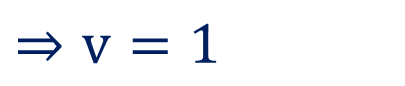 ⇒ v = 1